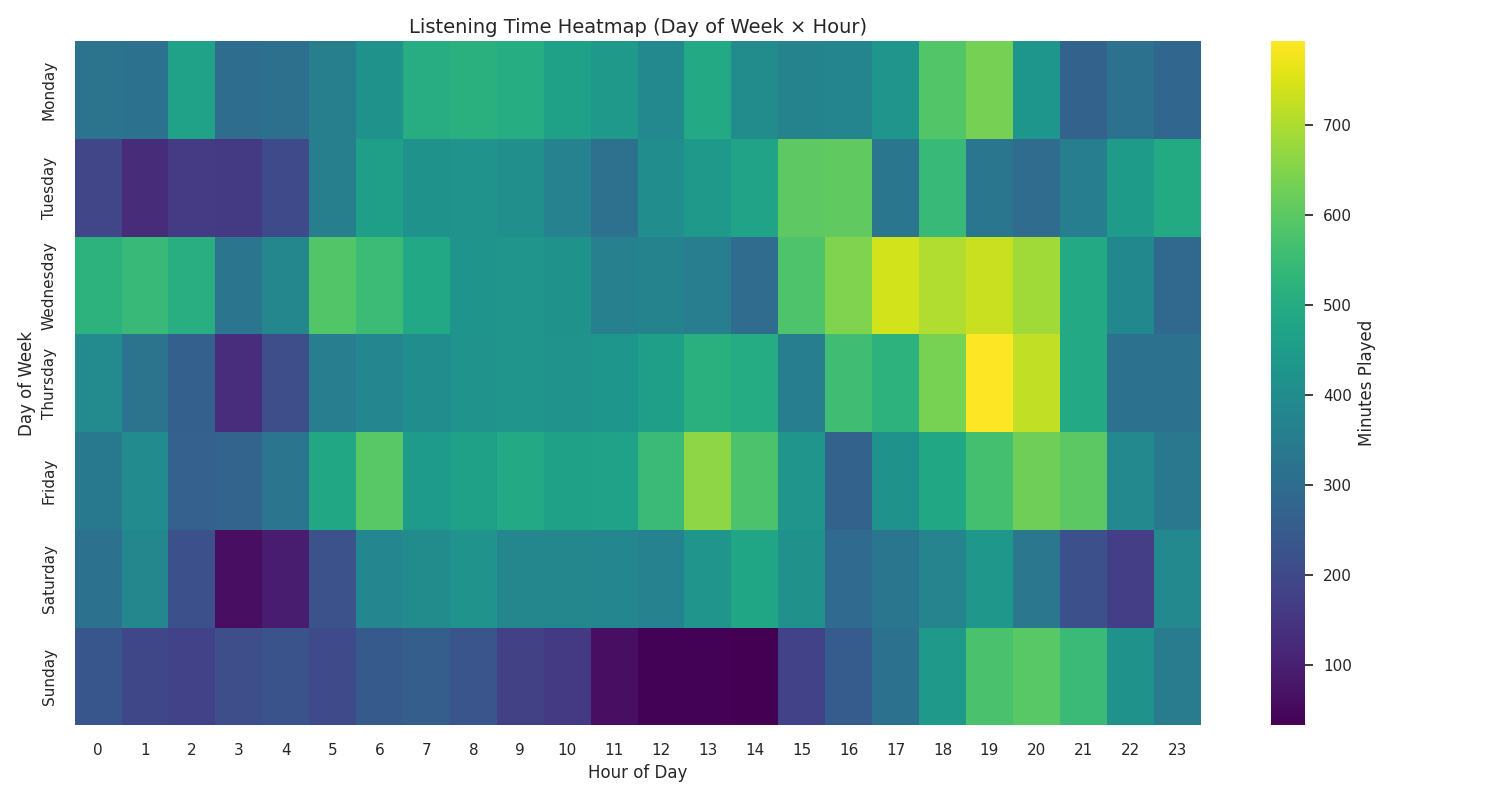 Listening Time Heatmap (Day of Week × Hour)
Day of Week
Monday
Tuesday
Wednesday
Thursday
Friday
Saturday
Sunday
0 1 2 3 4 5 6 7 8 9 10 11 12 13 14 15 16 17 18 19 20 21 22 23
Hour of Day
700
600
500
400
300
200
100
Minutes Played